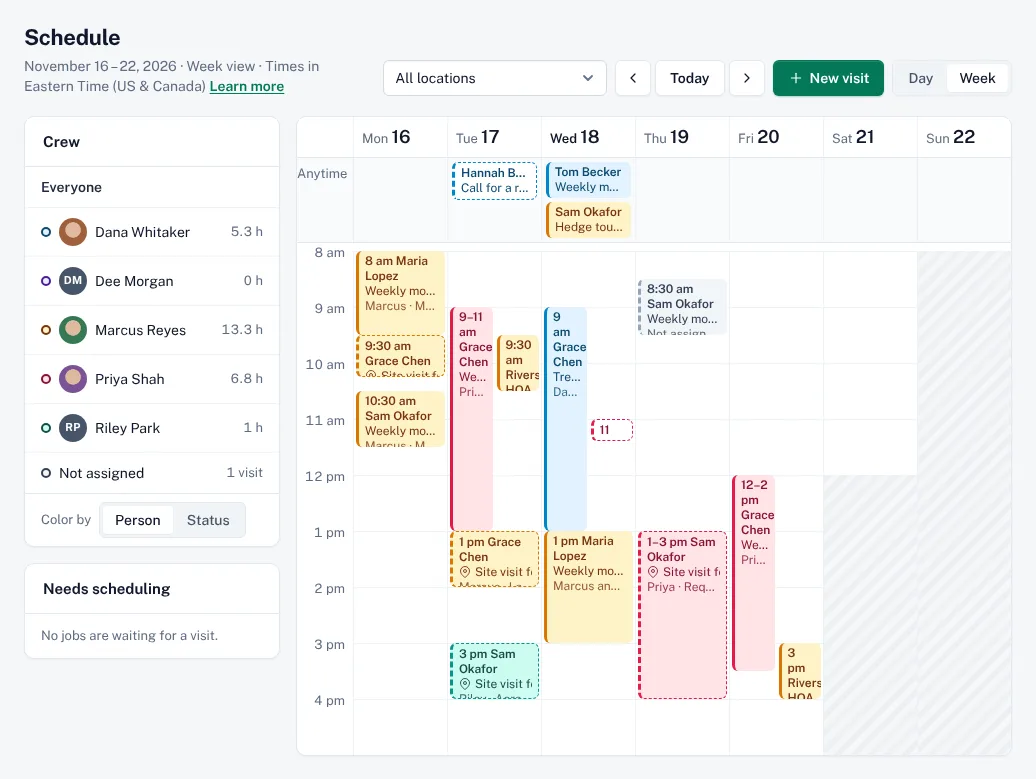 Schedule
November 16 – 22, 2026 · Week view · Times in
Eastern Time (US & Canada) Learn more
All locations
Today
+ New visit
Day
Week
Crew
Everyone
Dana Whitaker 5.3 h
DM Dee Morgan 0 h
Marcus Reyes 13.3 h
Priya Shah 6.8 h
RP Riley Park 1 h
Not assigned 1 visit
Color by Person Status
Needs scheduling
No jobs are waiting for a visit.
Mon 16 Tue 17 Wed 18 Thu 19 Fri 20 Sat 21 Sun 22
Anytime
Hannah B...
Call for a r...
Tom Becker
Weekly m...
Sam Okafor
Hedge tou...
8 am
9 am
10 am
11 am
12 pm
1 pm
2 pm
3 pm
4 pm
8 am Maria
Lopez
Weekly mo...
Marcus · M...
9:30 am
Grace Chen
Site visit f
10:30 am
Sam Okafor
Weekly mo...
Marcus · M
9–11
am
Grace
Chen
We...
Pri...
9:30
am
Rivers
HOA
1 pm Grace
Chen
Site visit f
3 pm Sam
Okafor
Site visit f
9
am
Grace
Chen
Tre...
Da...
11
1 pm Maria
Lopez
Weekly mo...
Marcus an...
8:30 am
Sam Okafor
Weekly mo...
Not assign
1–3 pm Sam
Okafor
Site visit f
Priya · Req...
12–2
pm
Grace
Chen
We...
Pri...
3
pm
Rivers
HOA